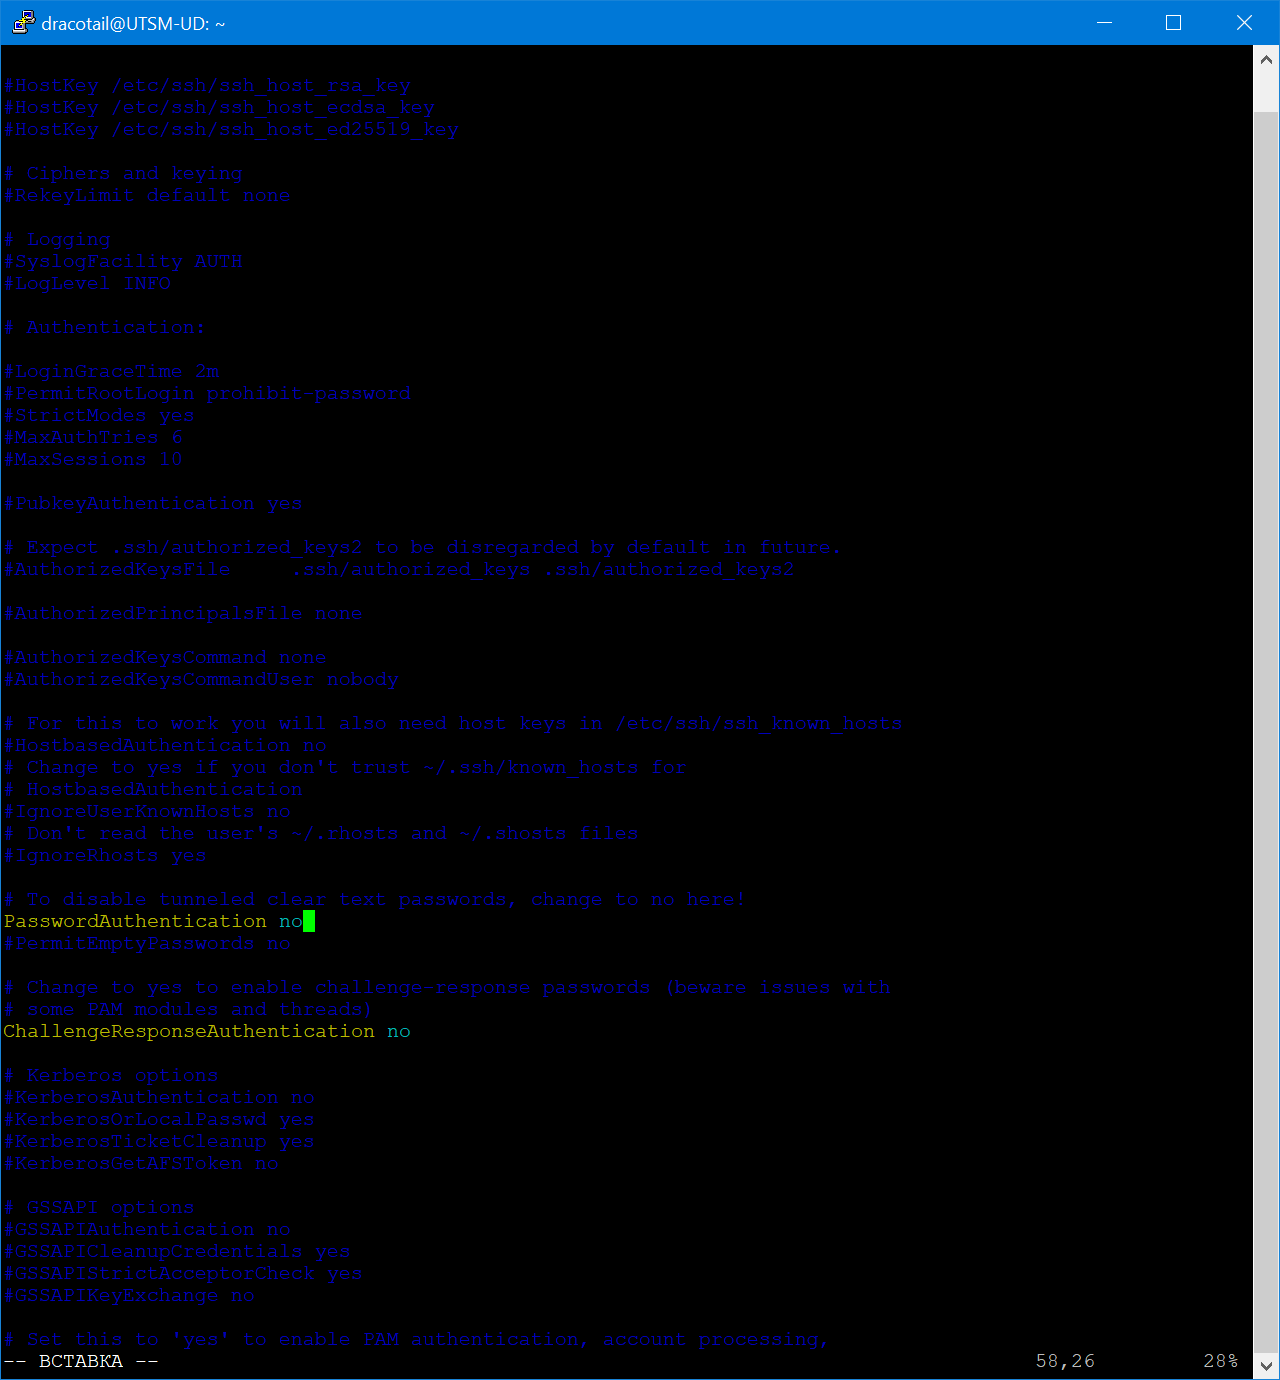 dracotail@UTSM-UD: ~
#HostKey /etc/ssh/ssh_host_rsa_key
#HostKey /etc/ssh/ssh_host_ecdsa_key
#HostKey /etc/ssh/ssh_host_ed25519_key
# Ciphers and keying
#RekeyLimit default none
# Logging
#SyslogFacility AUTH
#LogLevel INFO
# Authentication:
#LoginGraceTime 2m
#PermitRootLogin prohibit-password
#StrictModes yes
#MaxAuthTries 6
#MaxSessions 10
#PubkeyAuthentication yes
# Expect .ssh/authorized_keys2 to be disregarded by default in future.
#AuthorizedKeysFile     .ssh/authorized_keys .ssh/authorized_keys2
#AuthorizedPrincipalsFile none
#AuthorizedKeysCommand none
#AuthorizedKeysCommandUser nobody
# For this to work you will also need host keys in /etc/ssh/ssh_known_hosts
#HostbasedAuthentication no
# Change to yes if you don't trust ~/.ssh/known_hosts for
# HostbasedAuthentication
#IgnoreUserKnownHosts no
# Don't read the user's ~/.rhosts and ~/.shosts files
#IgnoreRhosts yes
# To disable tunneled clear text passwords, change to no here!
PasswordAuthentication no
#PermitEmptyPasswords no
# Change to yes to enable challenge-response passwords (beware issues with
# some PAM modules and threads)
ChallengeResponseAuthentication no
# Kerberos options
#KerberosAuthentication no
#KerberosOrLocalPasswd yes
#KerberosTicketCleanup yes
#KerberosGetAFSToken no
# GSSAPI options
#GSSAPIAuthentication no
#GSSAPICleanupCredentials yes
#GSSAPIStrictAcceptorCheck yes
#GSSAPIKeyExchange no
# Set this to 'yes' to enable PAM authentication, account processing,
-- ВСТАВКА --                                                                          58,26         28%